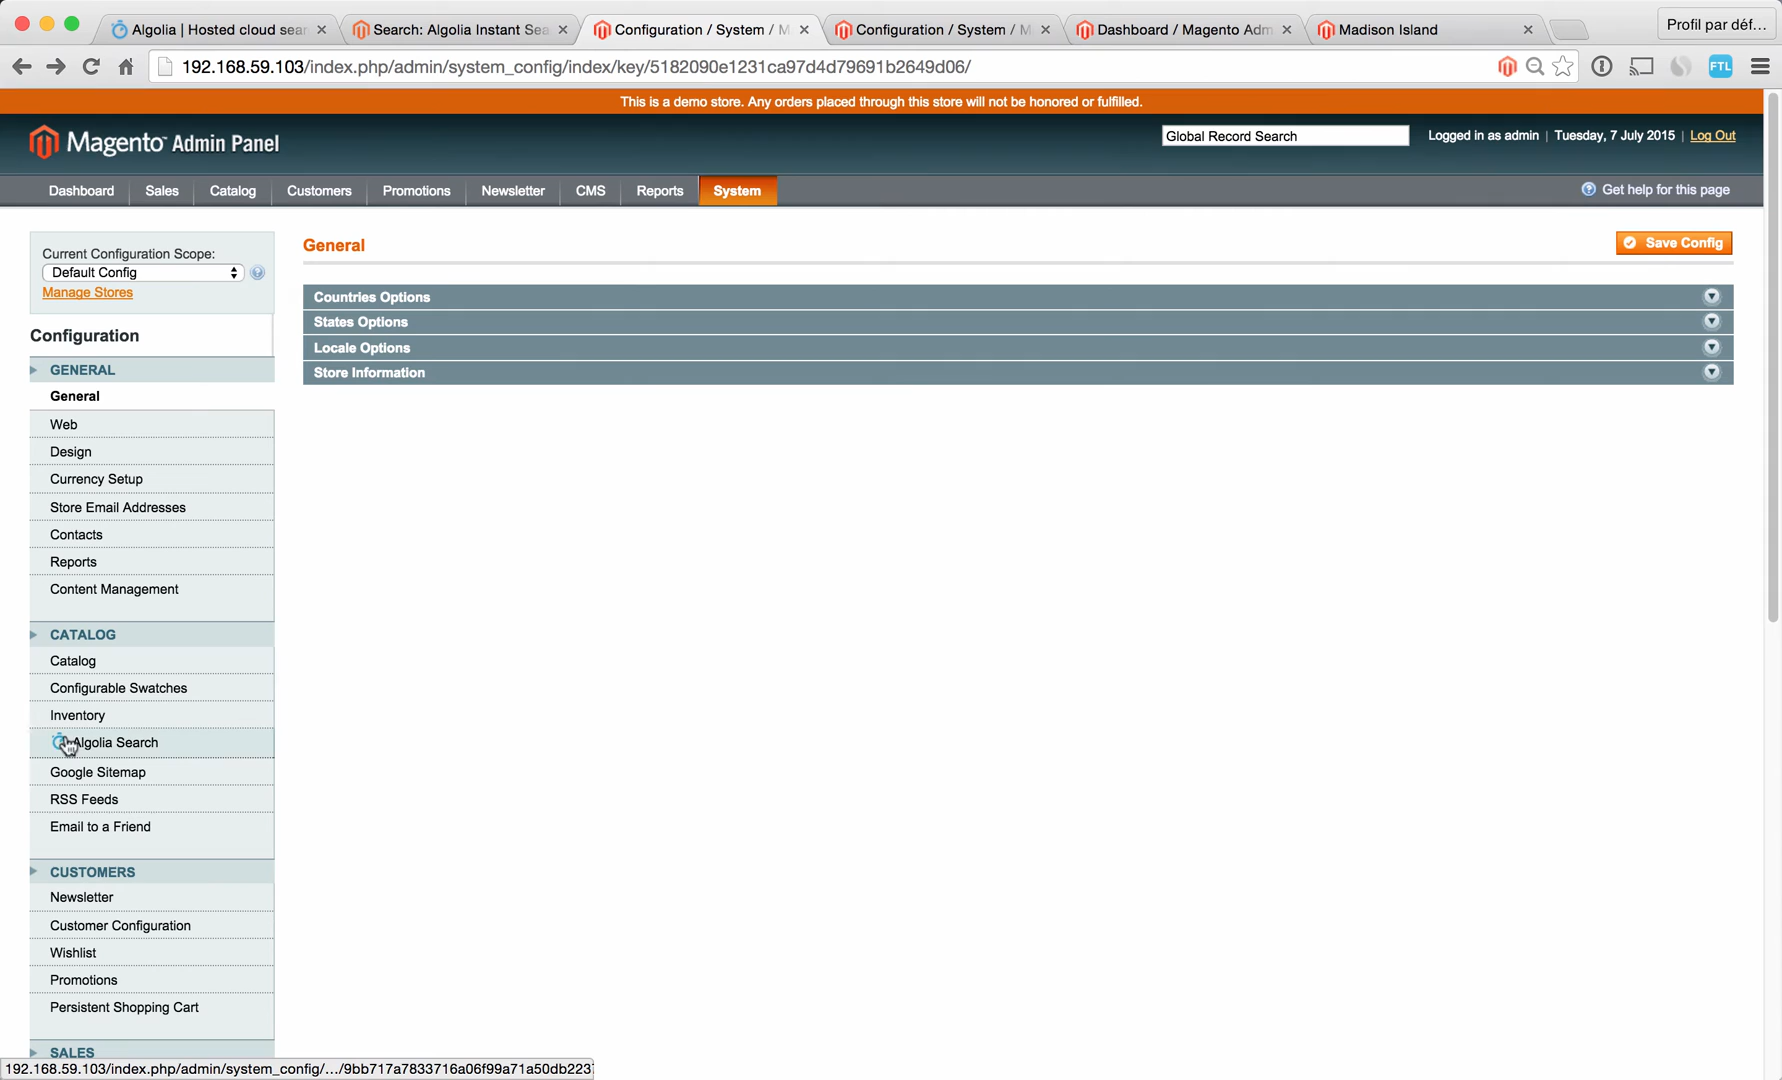 Algolia | Hosted cloud sear
Search: Algolia Instant Sea
Configuration / System / M
Configuration / System / M
Dashboard / Magento Adm
Madison Island
Profil par déf...
192.168.59.103/index.php/admin/system_config/index/key/5182090e1231ca97d4d79691b2649d06/
FTL
This is a demo store. Any orders placed through this store will not be honored or fulfilled.
Magento Admin Panel
Global Record Search
Logged in as admin | Tuesday, 7 July 2015 | Log Out
Dashboard
Sales
Catalog
Customers
Promotions
Newsletter
CMS
Reports
System
Get help for this page
Current Configuration Scope:
Default Config
Manage Stores
Configuration
GENERAL
General
Web
Design
Currency Setup
Store Email Addresses
Contacts
Reports
Content Management
CATALOG
Catalog
Configurable Swatches
Inventory
Algolia Search
Google Sitemap
RSS Feeds
Email to a Friend
CUSTOMERS
Newsletter
Customer Configuration
Wishlist
Promotions
Persistent Shopping Cart
SALES
General
Save Config
Countries Options
States Options
Locale Options
Store Information
192.168.59.103/index.php/admin/system_config/.../9bb717a7833716a06f99a71a50db223